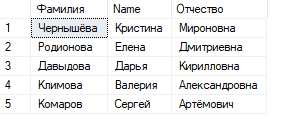 Фамилия Name Отчество
1 Чернышёва Кристина Мироновна
2 Родионова Елена Дмитриевна
3 Давыдова Дарья Кирилловна
4 Климова Валерия Александровна
5 Комаров Сергей Артёмович